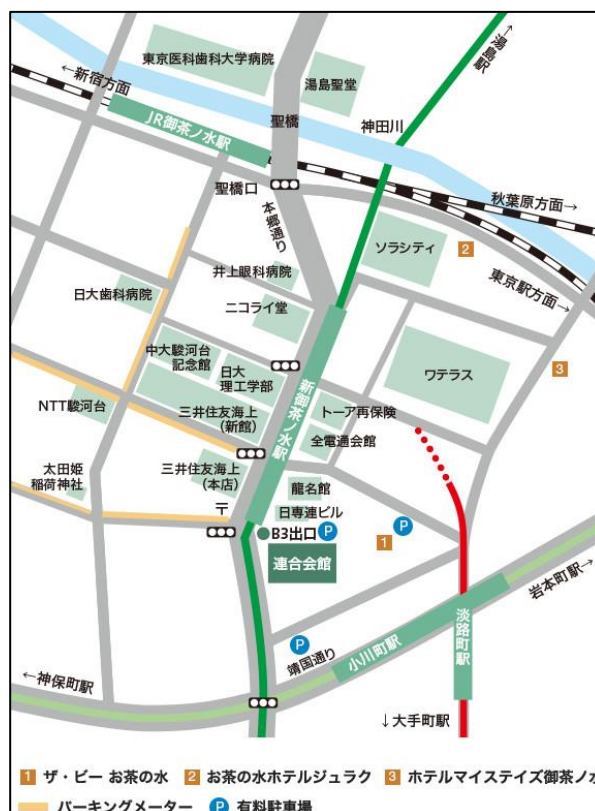 東京医科歯科大学病院
湯島聖堂
→湯島駅
←新宿方面
JR御茶ノ水駅
聖橋
神田川
聖橋口
本郷通り
秋葉原方面→
ソラシティ
2
東京駅方面→
井上眼科病院
日大歯科病院
ニコライ堂
中大駿河台
記念館
日大
理工学部
新御茶ノ水駅
ワテラス
3
NTT駿河台
三井住友海上
(新館)
トーア再保険
全電通会館
太田姫
稲荷神社
三井住友海上
(本店)
龍名館
〒
日専連ビル
B3出口
P
P
1
連合会館
岩本町駅→
淡路町駅
P
靖国通り
小川町駅
←神保町駅
↓大手町駅
1 ザ・ビー お茶の水 2 お茶の水ホテルジュラク 3 ホテルマイステイズ御茶ノ水
パーキングメーター P 有料駐車場